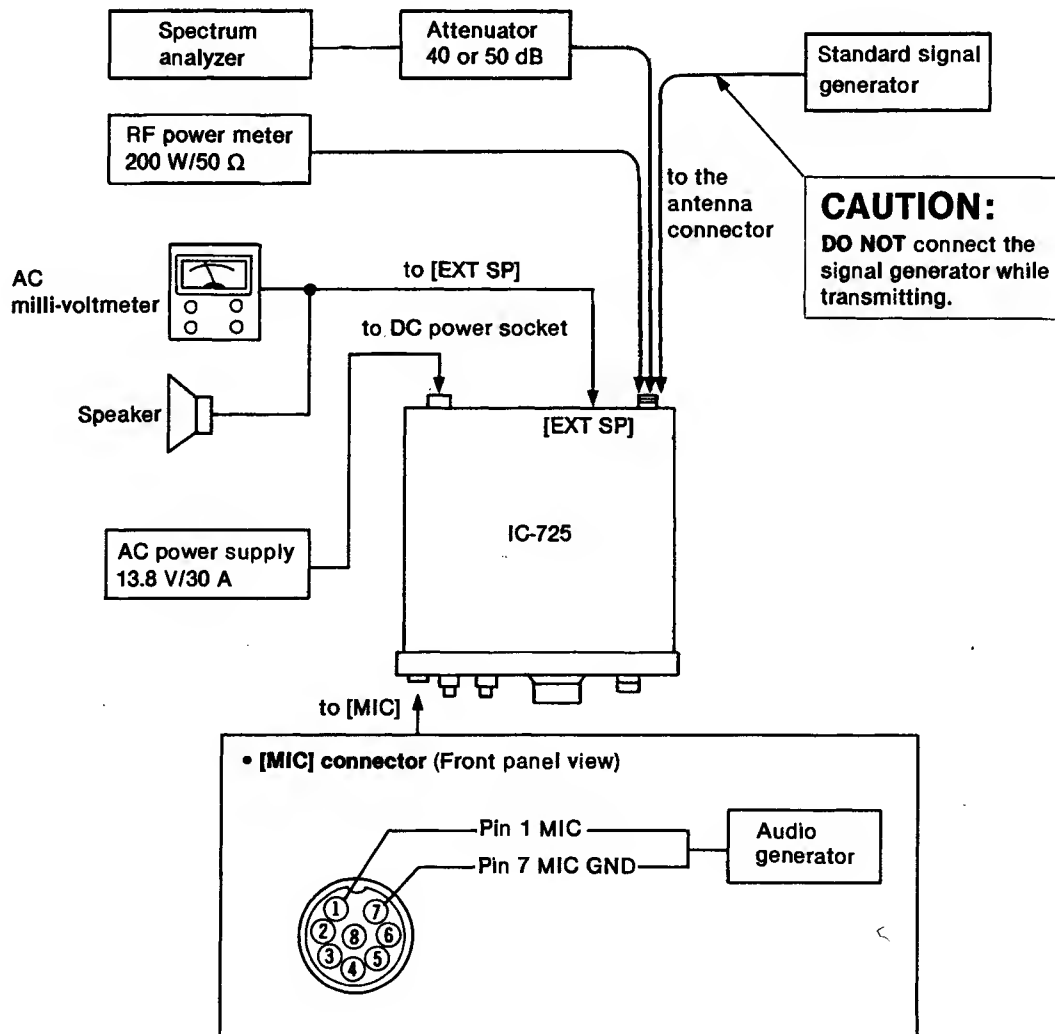 Spectrum
analyzer
Attenuator
40 or 50 dB
Standard signal
generator
RF power meter
200 W/50 Ω
to the
antenna
connector
CAUTION:
DO NOT connect the
signal generator while
transmitting.
AC
milli-voltmeter
to [EXT SP]
to DC power socket
Speaker
[EXT SP]
IC-725
AC power supply
13.8 V/30 A
to [MIC]
• [MIC] connector (Front panel view)
Pin 1 MIC
Pin 7 MIC GND
Audio
generator
1
7
2
8
6
3
5
4